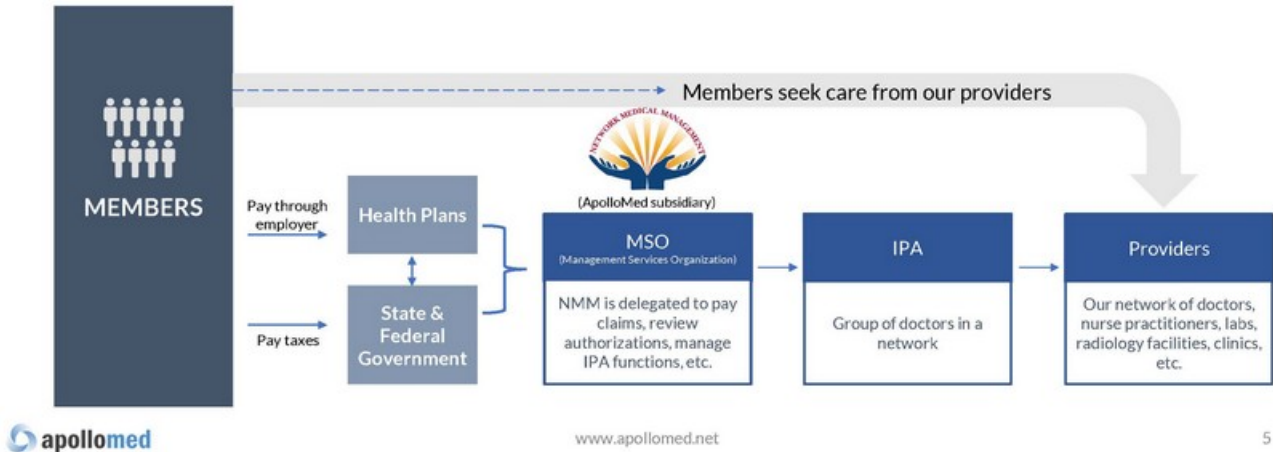 Members seek care from our providers
NETWORK MEDICAL MANAGEMENT
(ApolloMed subsidiary)
MEMBERS
Pay through
employer
Health Plans
Pay taxes
State &
Federal
Government
MSO
(Management Services Organization)
NMM is delegated to pay
claims, review
authorizations, manage
IPA functions, etc.
IPA
Group of doctors in a
network
Providers
Our network of doctors,
nurse practitioners, labs,
radiology facilities, clinics,
etc.
apollomed
www.apollomed.net
5